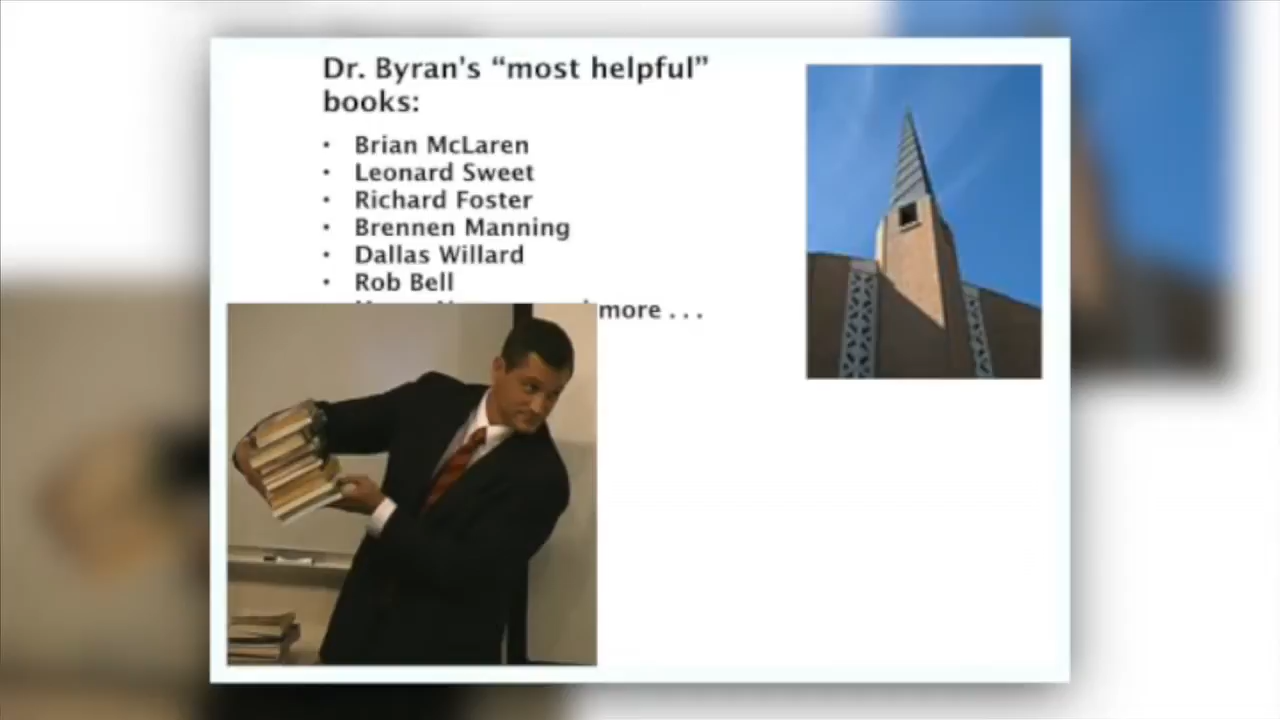 Dr. Byran's “most helpful”
books:
• Brian McLaren
• Leonard Sweet
• Richard Foster
• Brennen Manning
• Dallas Willard
• Rob Bell
more . . .